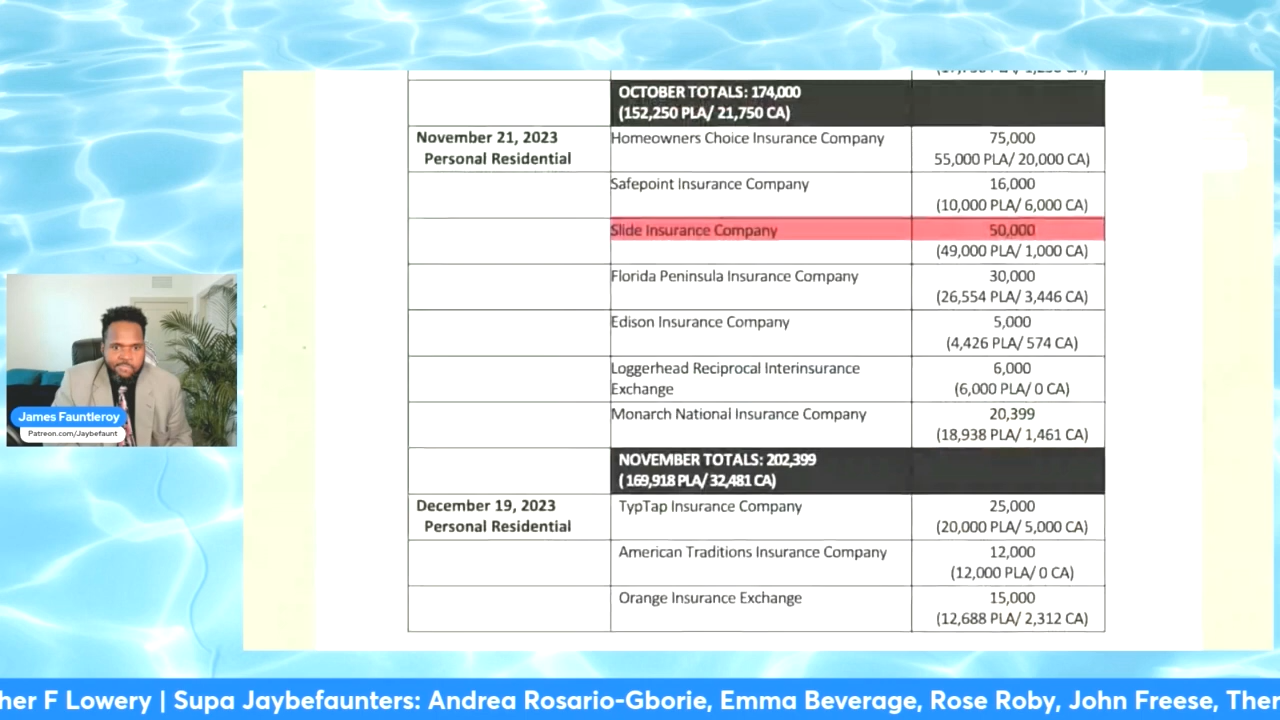 OCTOBER TOTALS: 174,000
(152,250 PLA/ 21,750 CA)
November 21, 2023
Personal Residential
Homeowners Choice Insurance Company
75,000
55,000 PLA/ 20,000 CA)
Safepoint Insurance Company
16,000
(10,000 PLA/ 6,000 CA)
Slide Insurance Company
50,000
(49,000 PLA/ 1,000 CA)
Florida Peninsula Insurance Company
30,000
(26,554 PLA/ 3,446 CA)
Edison Insurance Company
5,000
(4,426 PLA/ 574 CA)
Loggerhead Reciprocal Interinsurance
Exchange
6,000
(6,000 PLA/ 0 CA)
Monarch National Insurance Company
20,399
(18,938 PLA/ 1,461 CA)
NOVEMBER TOTALS: 202,399
( 169,918 PLA/ 32,481 CA)
December 19, 2023
Personal Residential
TypTap Insurance Company
25,000
(20,000 PLA/ 5,000 CA)
American Traditions Insurance Company
12,000
(12,000 PLA/ 0 CA)
Orange Insurance Exchange
15,000
(12,688 PLA/ 2,312 CA)
James Fauntleroy
Patreon.com/Jaybefaunt
her F Lowery | Supa Jaybefaunters: Andrea Rosario-Gborie, Emma Beverage, Rose Roby, John Freese, Ther